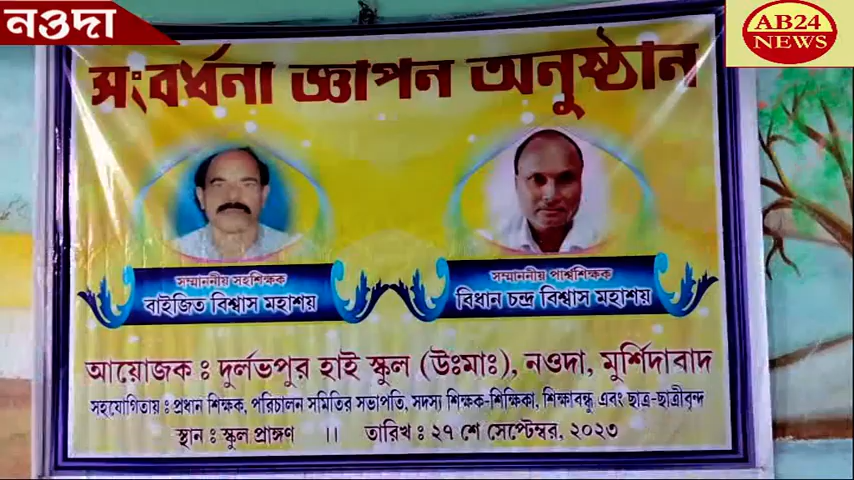 নওদা
AB24
NEWS
সংবর্ধনা জ্ঞাপন অনুষ্ঠান
সম্মাননীয় সহশিক্ষক
বাইজিত বিশ্বাস মহাশয়
সম্মাননীয় পার্শ্বশিক্ষক
বিধান চন্দ্র বিশ্বাস মহাশয়
আয়োজক : দুর্লভপুর হাই স্কুল (উঃমাঃ), নওদা, মুর্শিদাবাদ
সহযোগিতায় : প্রধান শিক্ষক, পরিচালন সমিতির সভাপতি, সদস্য শিক্ষক-শিক্ষিকা, শিক্ষাবন্ধু এবং ছাত্র-ছাত্রীবৃন্দ
স্থান : স্কুল প্রাঙ্গণ ।। তারিখ : ২৭ শে সেপ্টেম্বর, ২০২৩